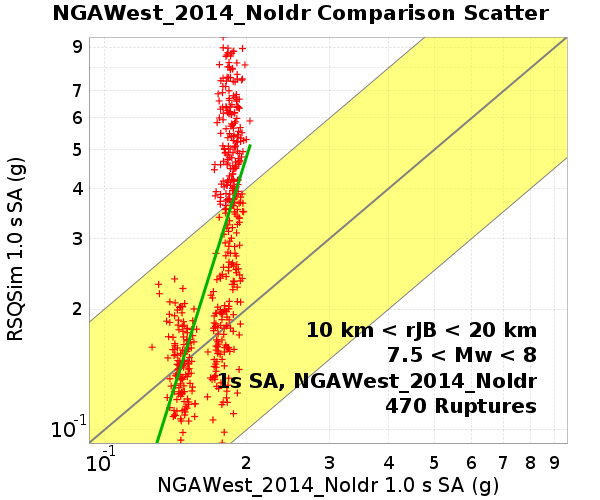 NGAWest_2014_NoIdr Comparison Scatter
RSQSim 1.0 s SA (g)
9
7
6
5
4
3
2
10-1
10 km < rJB < 20 km
7.5 < Mw < 8
1s SA, NGAWest_2014_NoIdr
470 Ruptures
10-1 2 3 4 5 6 7 8 9
NGAWest_2014_NoIdr 1.0 s SA (g)